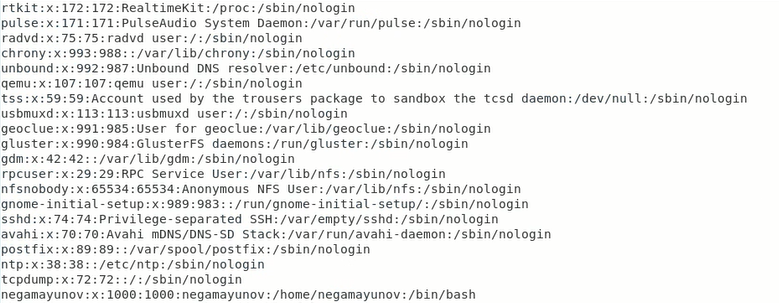 rtkit:x:172:172:RealtimeKit:/proc:/sbin/nologin
pulse:x:171:171:PulseAudio System Daemon:/var/run/pulse:/sbin/nologin
radvd:x:75:75:radvd user:/:/sbin/nologin
chrony:x:993:988::/var/lib/chrony:/sbin/nologin
unbound:x:992:987:Unbound DNS resolver:/etc/unbound:/sbin/nologin
qemu:x:107:107:qemu user:/:/sbin/nologin
tss:x:59:59:Account used by the trousers package to sandbox the tcsd daemon:/dev/null:/sbin/nologin
usbmuxd:x:113:113:usbmuxd user:/:/sbin/nologin
geoclue:x:991:985:User for geoclue:/var/lib/geoclue:/sbin/nologin
gluster:x:990:984:GlusterFS daemons:/run/gluster:/sbin/nologin
gdm:x:42:42::/var/lib/gdm:/sbin/nologin
rpcuser:x:29:29:RPC Service User:/var/lib/nfs:/sbin/nologin
nfsnobody:x:65534:65534:Anonymous NFS User:/var/lib/nfs:/sbin/nologin
gnome-initial-setup:x:989:983::/run/gnome-initial-setup/:/sbin/nologin
sshd:x:74:74:Privilege-separated SSH:/var/empty/sshd:/sbin/nologin
avahi:x:70:70:Avahi mDNS/DNS-SD Stack:/var/run/avahi-daemon:/sbin/nologin
postfix:x:89:89::/var/spool/postfix:/sbin/nologin
ntp:x:38:38::/etc/ntp:/sbin/nologin
tcpdump:x:72:72::/:/sbin/nologin
negamayunov:x:1000:1000:negamayunov:/home/negamayunov:/bin/bash